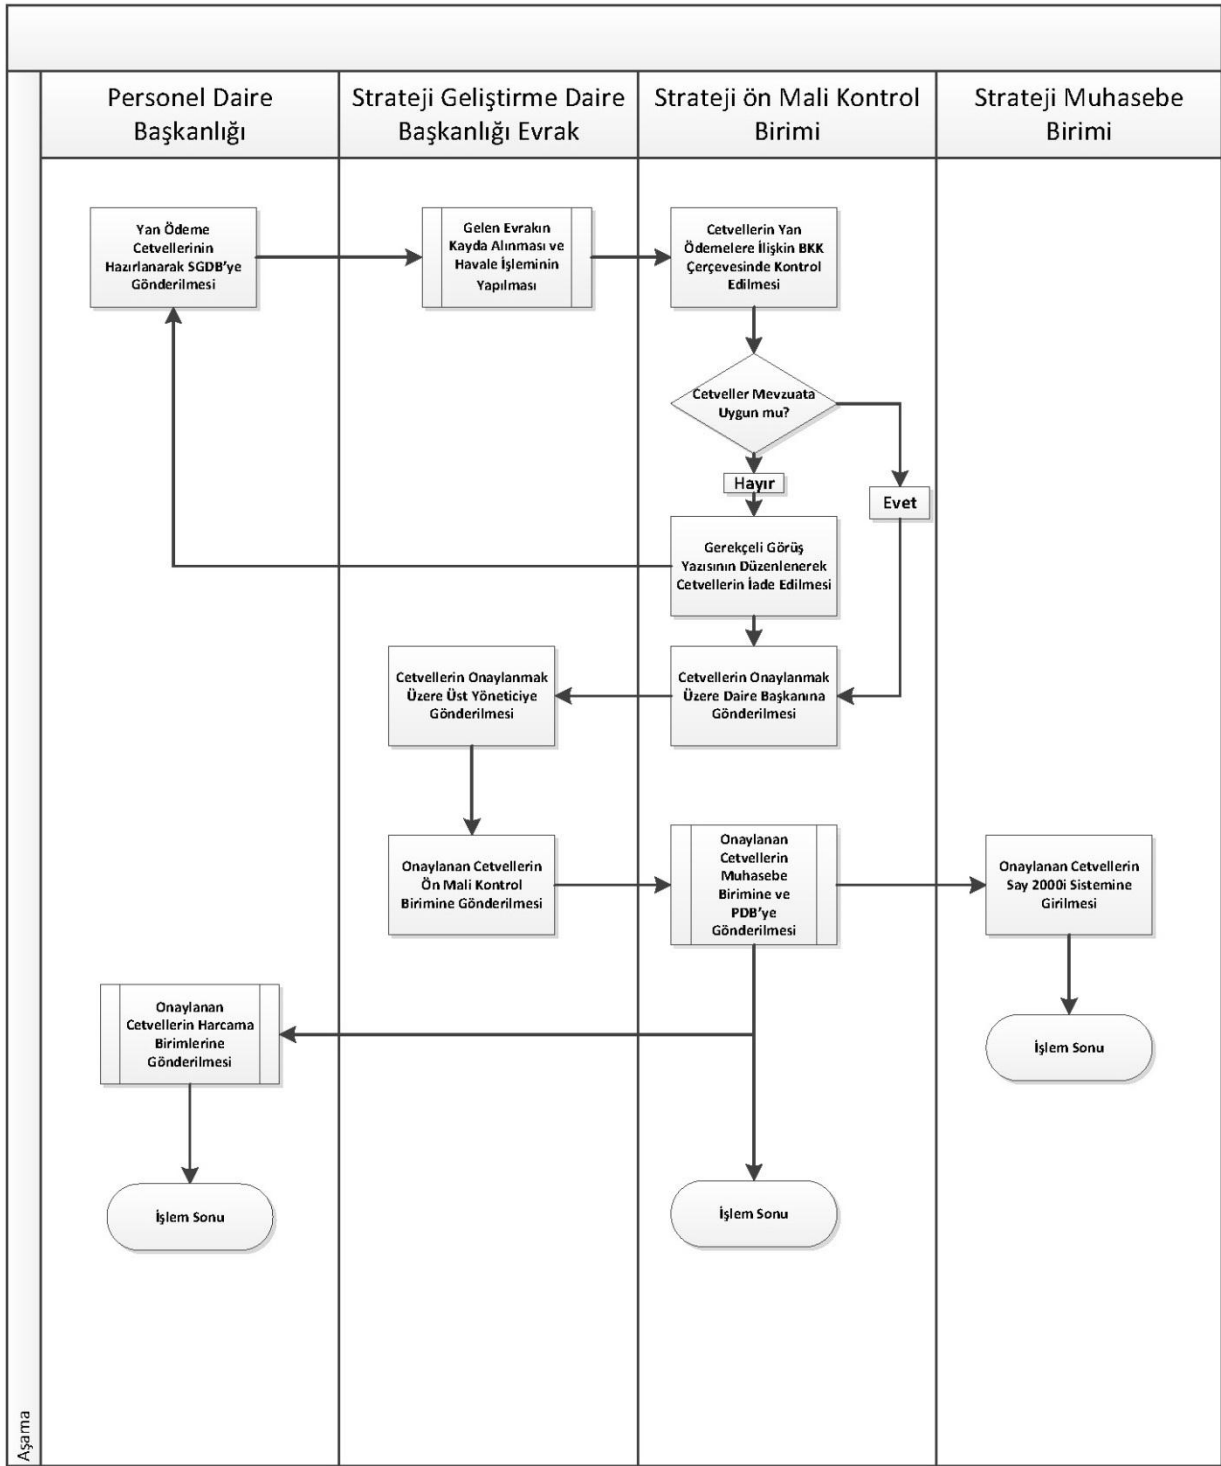 Personel Daire
Başkanlığı
Strateji Geliştirme Daire
Başkanlığı Evrak
Strateji ön Mali Kontrol
Birimi
Strateji Muhasebe
Birimi
Yan Ödeme
Cetvellerinin
Hazırlanarak SGDB'ye
Gönderilmesi
Gelen Evrakın
Kayda Alınması ve
Havale İşleminin
Yapılması
Cetvellerin Yan
Ödemelere İlişkin BKK
Çerçevesinde Kontrol
Edilmesi
Cetveller Mevzuata
Uygun mu?
Hayır
Evet
Gerekçeli Görüş
Yazısının Düzenlenerek
Cetvellerin İade Edilmesi
Cetvellerin Onaylanmak
Üzere Üst Yöneticiye
Gönderilmesi
Cetvellerin Onaylanmak
Üzere Daire Başkanına
Gönderilmesi
Onaylanan Cetvellerin
Ön Mali Kontrol
Birimine Gönderilmesi
Onaylanan
Cetvellerin
Muhasebe
Birimine ve
PDB'ye
Gönderilmesi
Onaylanan Cetvellerin
Say 2000i Sistemine
Girilmesi
Onaylanan
Cetvellerin Harcama
Birimlerine
Gönderilmesi
İşlem Sonu
İşlem Sonu
İşlem Sonu
Aşama